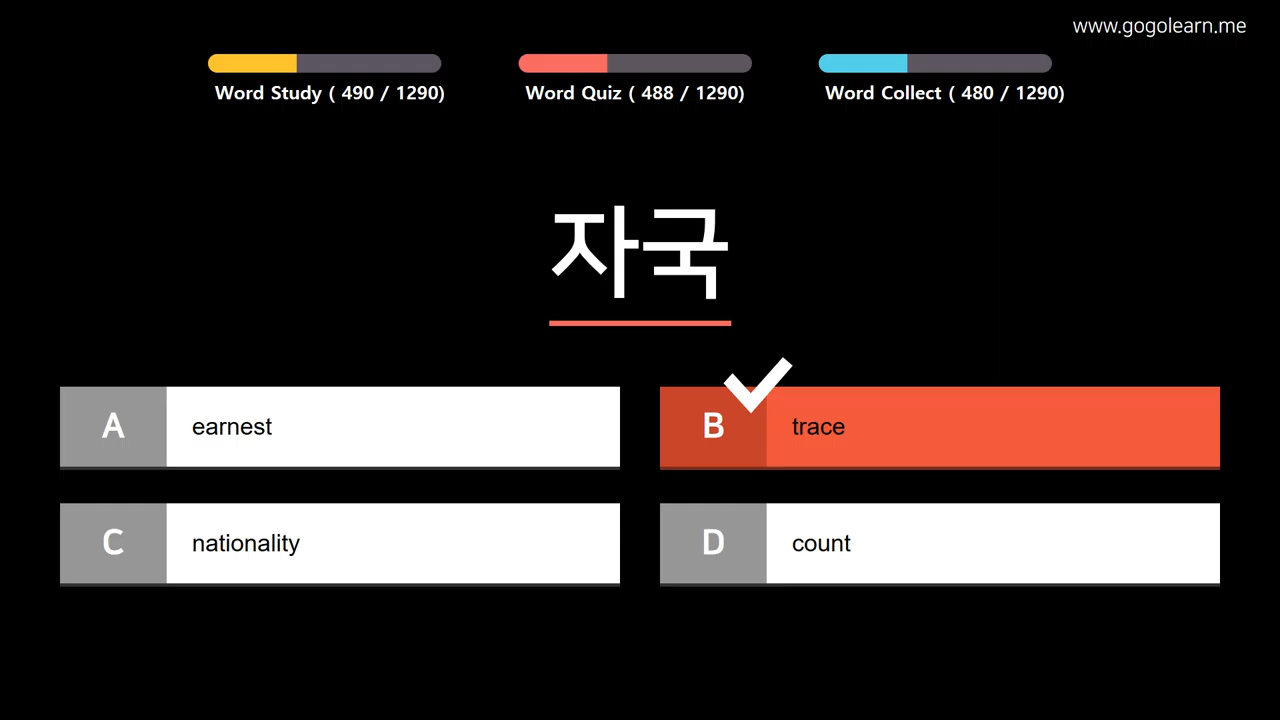 www.gogolearn.me
Word Study ( 490 / 1290)
Word Quiz ( 488 / 1290)
Word Collect ( 480 / 1290)
자국
A
earnest
B
trace
C
nationality
D
count